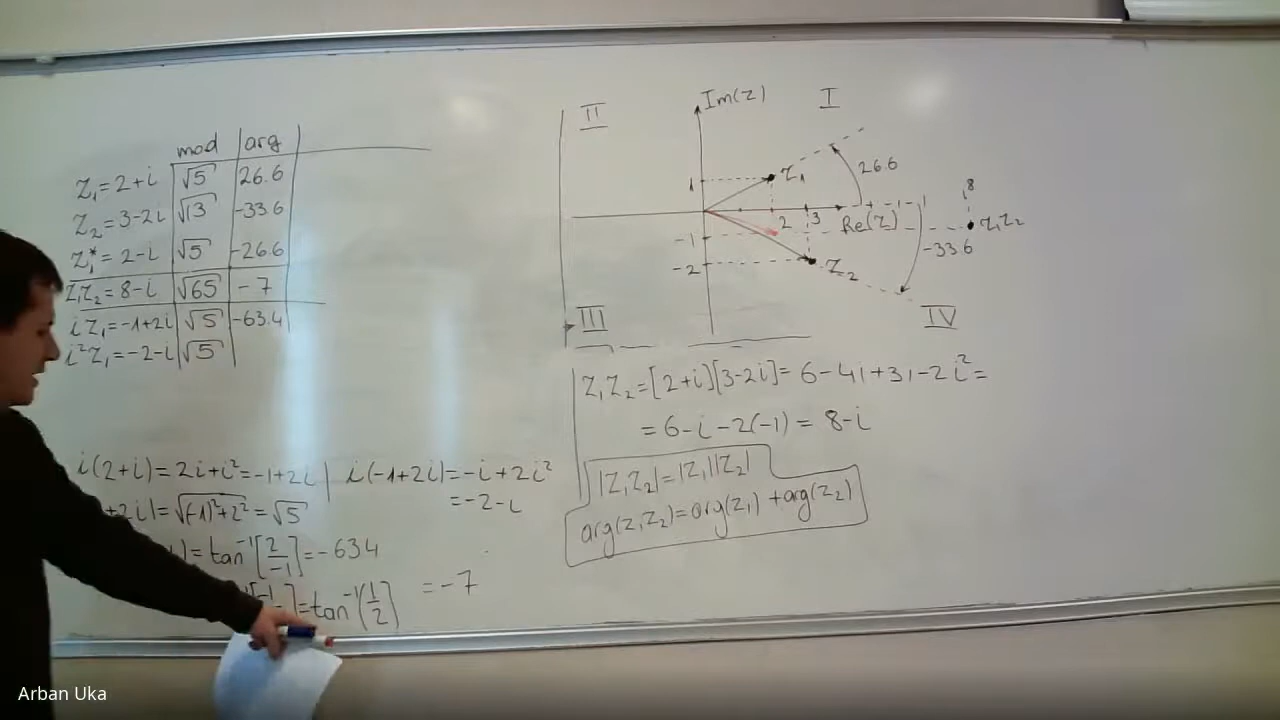 mod arg
Z₁=2+i √5 26.6
Z₂=3-2i √13 -33.6
Z₁*=2-i √5 -26.6
Z₁Z₂=8-i √65 -7
iZ₁=-1+2i √5 -63.4
i²Z₁=-2-i √5
i(2+i)=2i+i²=-1+2i
+2i|=√(-1)²+2²=√5
)=tan⁻¹[2/-1]=-63.4
=tan⁻¹(1/2) =-7
i(-1+2i)=-i+2i²
=-2-i
II
Im(z)
I
1
Z₁
26.6
2
3
Re(z)
8
Z₁Z₂
-1
-33.6
-2
Z₂
III
IV
Z₁Z₂=[2+i][3-2i]=6-4i+3i-2i²=
=6-i-2(-1)=8-i
|Z₁Z₂|=|Z₁||Z₂|
arg(Z₁Z₂)=arg(Z₁)+arg(Z₂)
Arban Uka